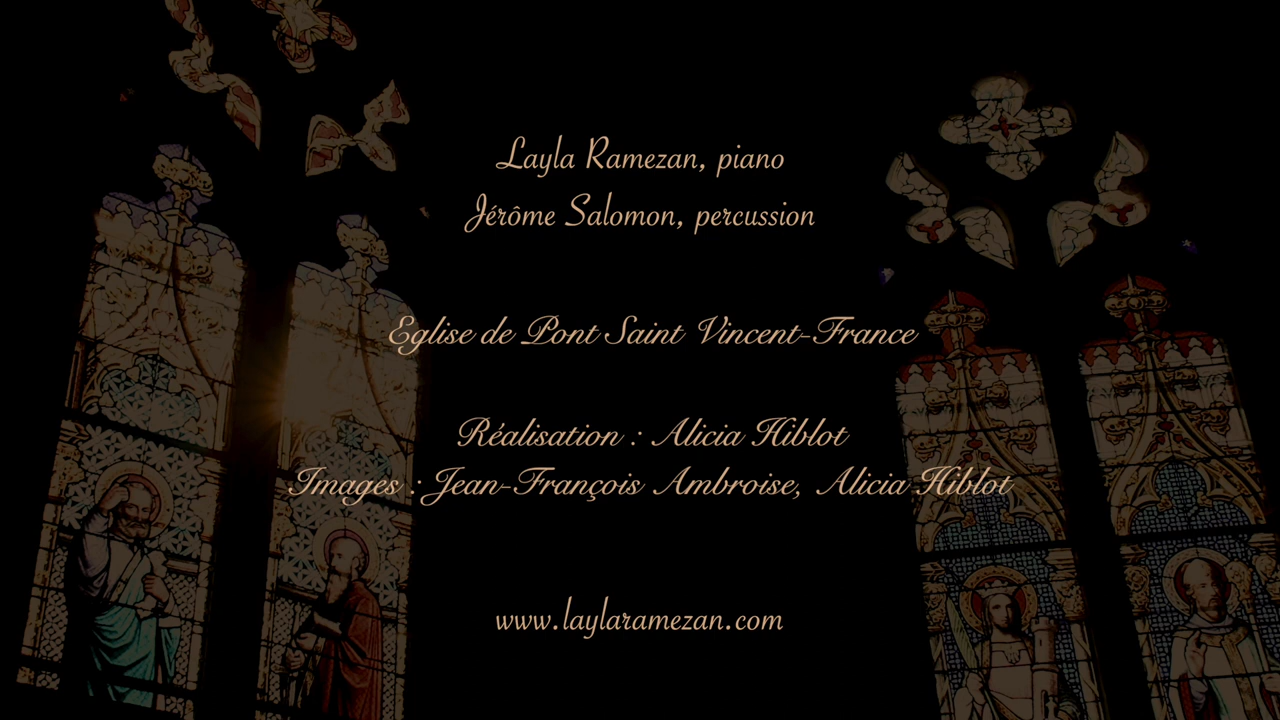 Layla Ramezan, piano
Jérôme Salomon, percussion
Eglise de Pont Saint Vincent-France
Réalisation : Alicia Hiblot
Images : Jean-François Ambroise, Alicia Hiblot
www.laylaramezan.com